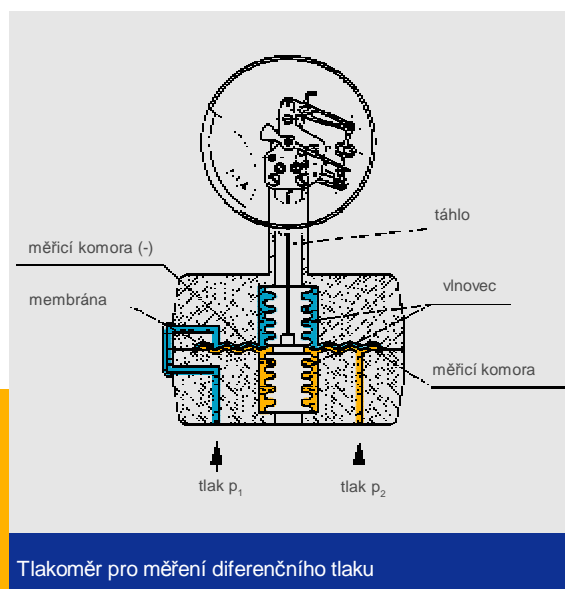 táhlo
měřicí komora (-)
vlnovec
membrána
měřicí komora
tlak p₁
tlak p₂
Tlakoměr pro měření diferenčního tlaku